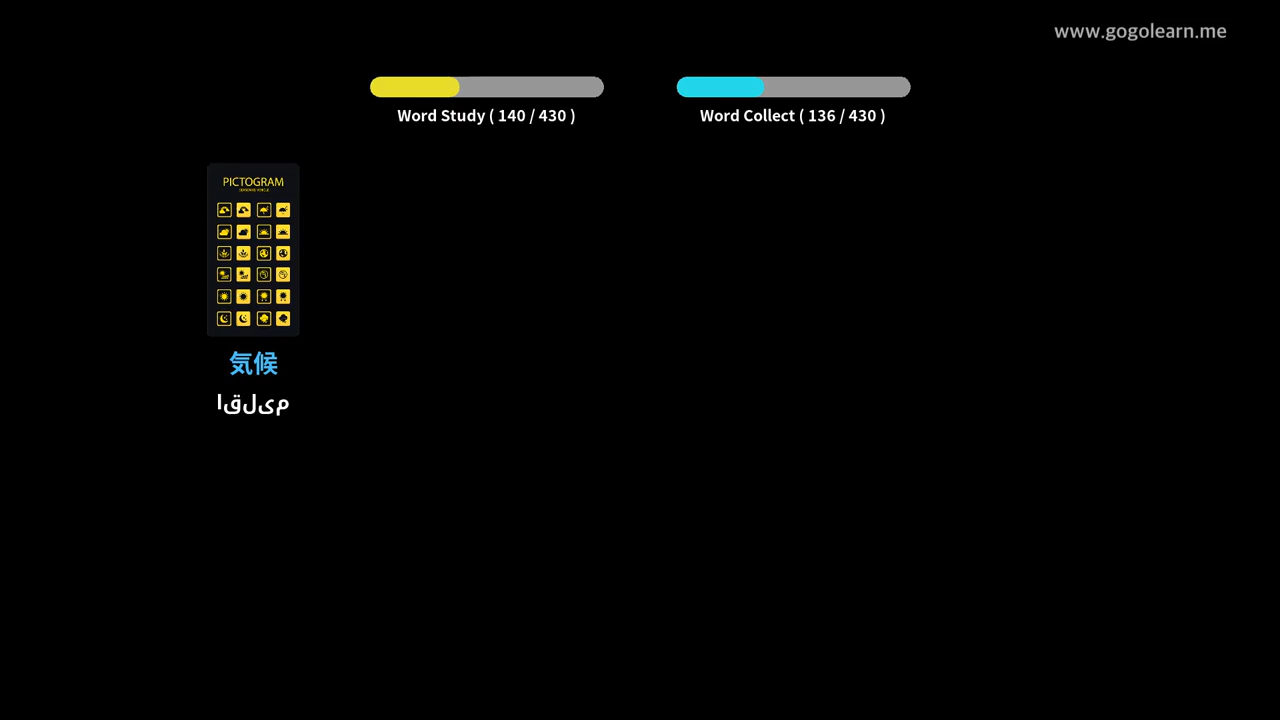 www.gogolearn.me
Word Study ( 140 / 430 )
Word Collect ( 136 / 430 )
PICTOGRAM
気候
اقلیم